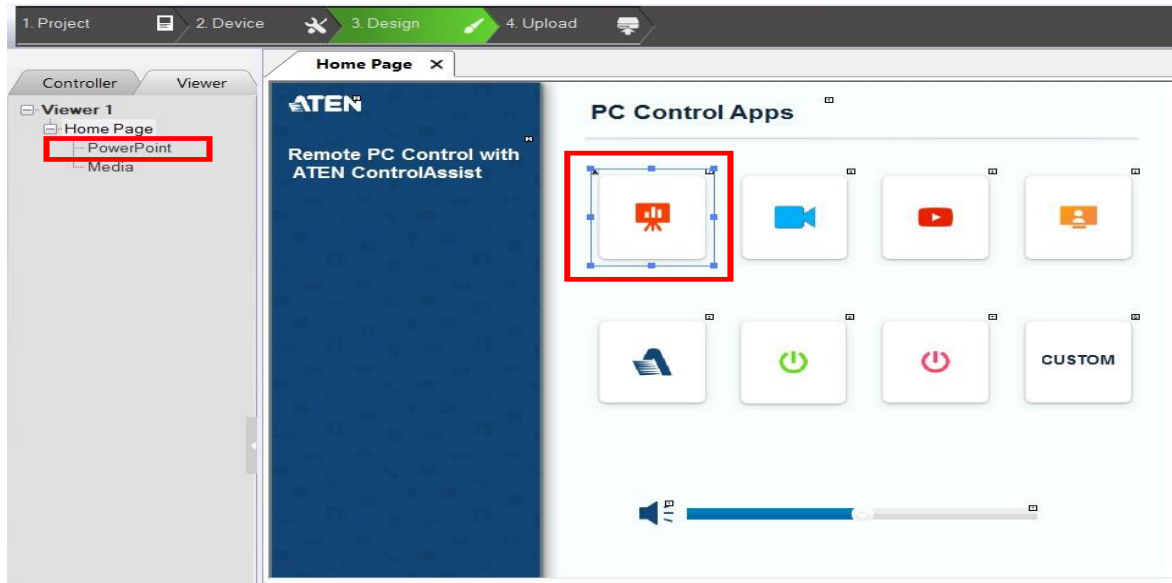 1. Project 2. Device 3. Design 4. Upload
Home Page X
Controller Viewer
Viewer 1
Home Page
PowerPoint
Media
ATEN
Remote PC Control with
ATEN ControlAssist
PC Control Apps
CUSTOM